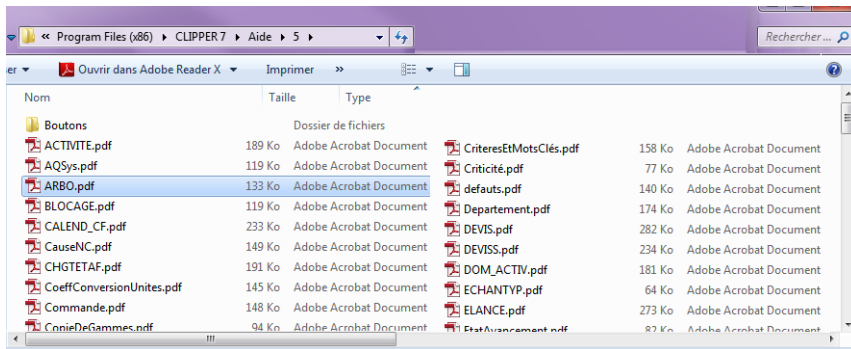 « Program Files (x86) ▸ CLIPPER 7 ▸ Aide ▸ 5 ▸
Rechercher ...
er ▾ Ouvrir dans Adobe Reader X ▾ Imprimer »
Nom Taille Type
Boutons Dossier de fichiers
ACTIVITE.pdf 189 Ko Adobe Acrobat Document
AQSys.pdf 119 Ko Adobe Acrobat Document
ARBO.pdf 133 Ko Adobe Acrobat Document
BLOCAGE.pdf 119 Ko Adobe Acrobat Document
CALEND_CF.pdf 233 Ko Adobe Acrobat Document
CauseNC.pdf 149 Ko Adobe Acrobat Document
CHGTETAF.pdf 191 Ko Adobe Acrobat Document
CoeffConversionUnites.pdf 145 Ko Adobe Acrobat Document
Commande.pdf 148 Ko Adobe Acrobat Document
CopieDeGammes.pdf 94 Ko Adobe Acrobat Document
CriteresEtMotsClés.pdf 158 Ko Adobe Acrobat Document
Criticité.pdf 77 Ko Adobe Acrobat Document
defauts.pdf 140 Ko Adobe Acrobat Document
Departement.pdf 174 Ko Adobe Acrobat Document
DEVIS.pdf 282 Ko Adobe Acrobat Document
DEVISS.pdf 234 Ko Adobe Acrobat Document
DOM_ACTIV.pdf 181 Ko Adobe Acrobat Document
ECHANTYP.pdf 64 Ko Adobe Acrobat Document
ELANCE.pdf 273 Ko Adobe Acrobat Document
EtatAvancement.pdf 82 Ko Adobe Acrobat Document